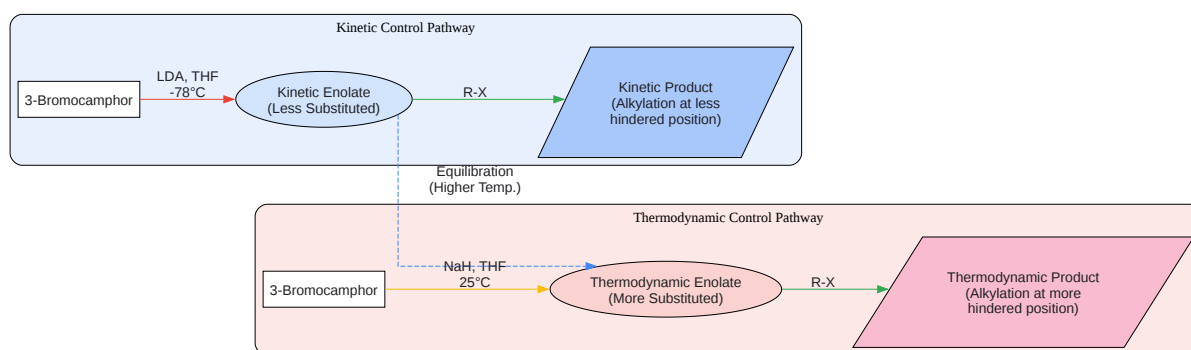 Kinetic Control Pathway
3-Bromocamphor
LDA, THF
-78°C
Kinetic Enolate
(Less Substituted)
R-X
Kinetic Product
(Alkylation at less
hindered position)
Equilibration
(Higher Temp.)
Thermodynamic Control Pathway
3-Bromocamphor
NaH, THF
25°C
Thermodynamic Enolate
(More Substituted)
R-X
Thermodynamic Product
(Alkylation at more
hindered position)